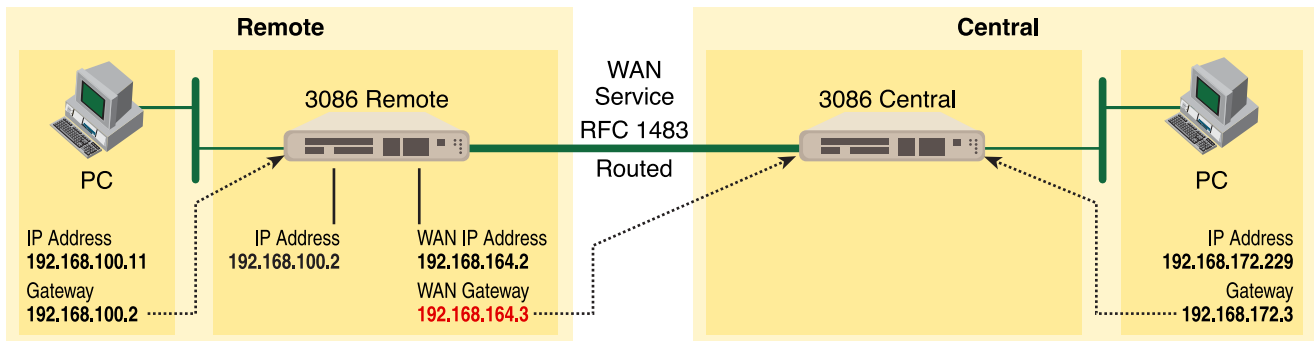 Remote
Central
3086 Remote
WAN
Service
RFC 1483
Routed
3086 Central
PC
PC
IP Address
192.168.100.11
Gateway
192.168.100.2
IP Address
192.168.100.2
WAN IP Address
192.168.164.2
WAN Gateway
192.168.164.3
IP Address
192.168.172.229
Gateway
192.168.172.3